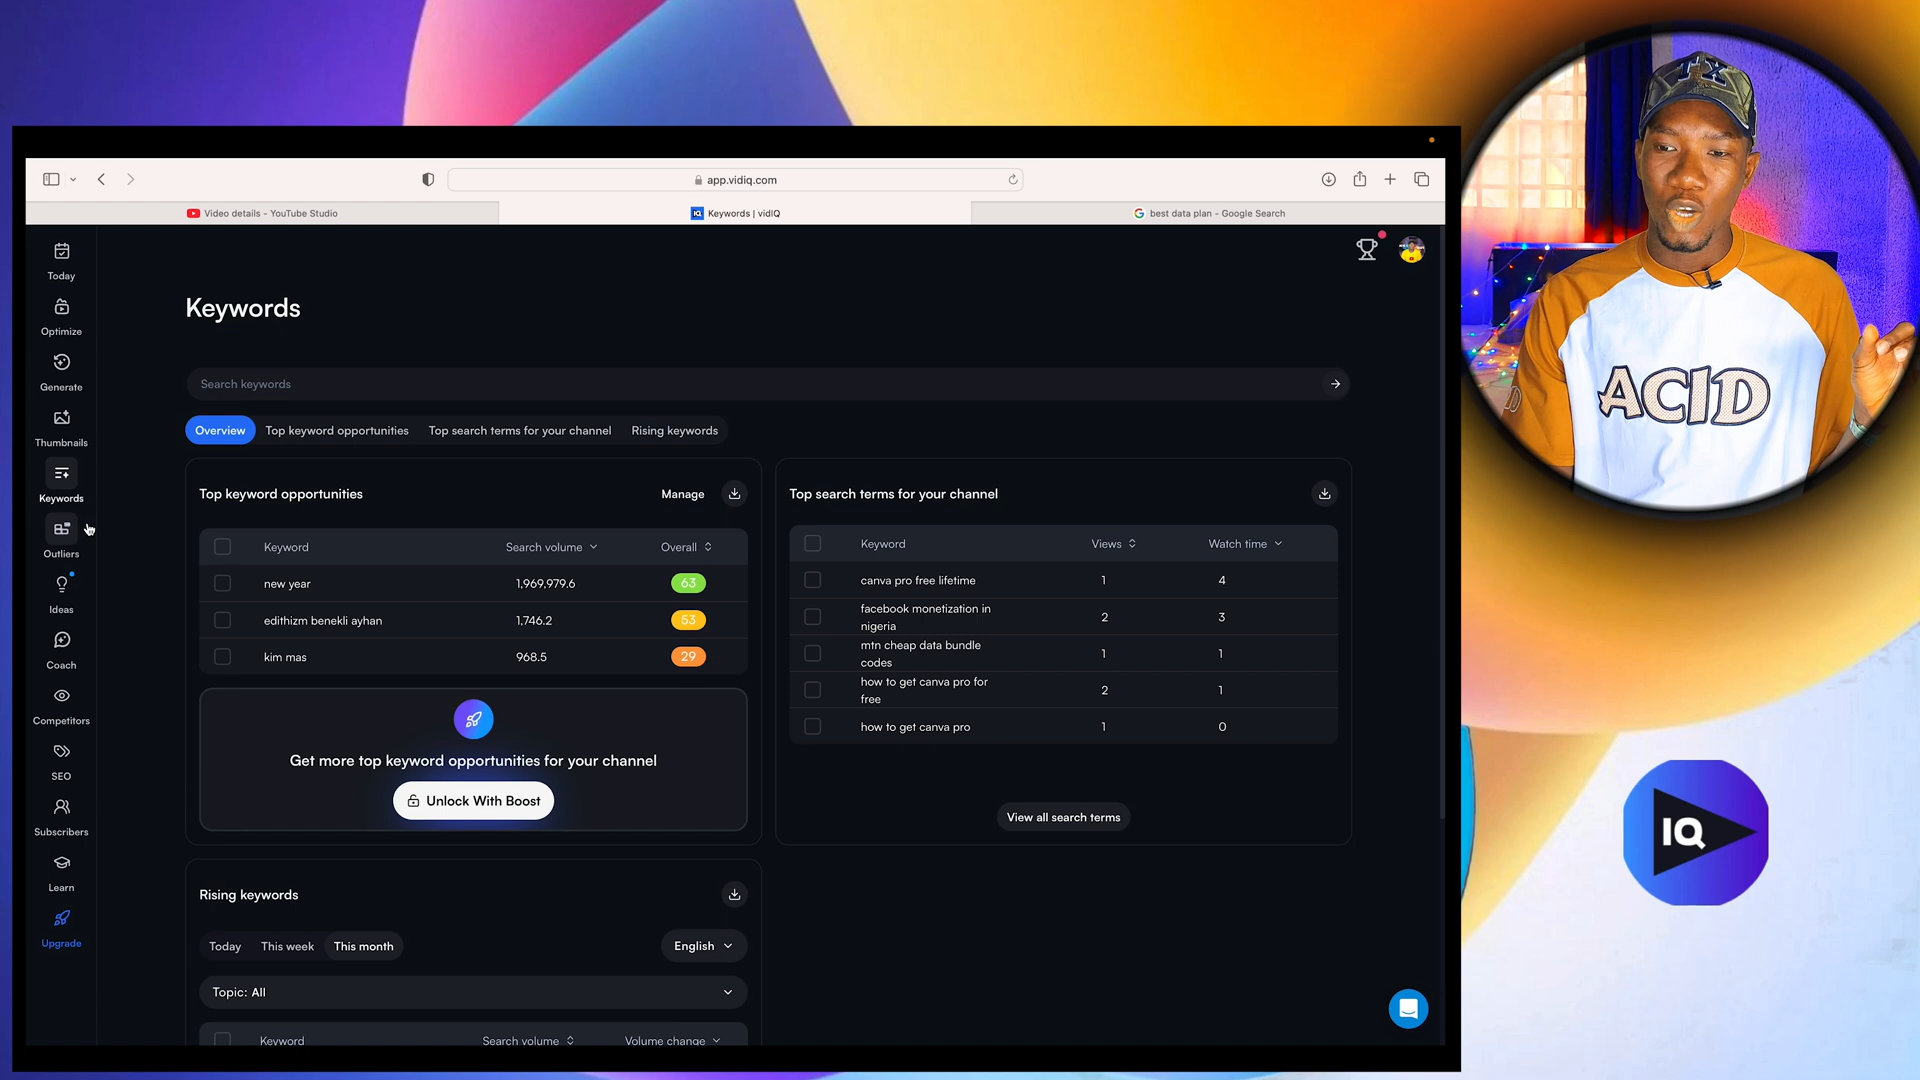 app.vidiq.com
Video details - YouTube Studio
IQ
Keywords | vidIQ
best data plan - Google Search
Today
Optimize
Generate
Thumbnails
Keywords
Outliers
Ideas
Coach
Competitors
SEO
Subscribers
Learn
Upgrade
Keywords
Search keywords
Overview
Top keyword opportunities
Top search terms for your channel
Rising keywords
Top keyword opportunities
Manage
Keyword Search volume Overall
new year 1,969,979.6 63
edithizm benekli ayhan 1,746.2 53
kim mas 968.5 29
Get more top keyword opportunities for your channel
Unlock With Boost
Top search terms for your channel
Keyword Views Watch time
canva pro free lifetime 1 4
facebook monetization in
nigeria 2 3
mtn cheap data bundle
codes 1 1
how to get canva pro for
free 2 1
how to get canva pro 1 0
View all search terms
Rising keywords
Today This week This month
English
Topic: All
Keyword Search volume Volume change
ACID
IQ